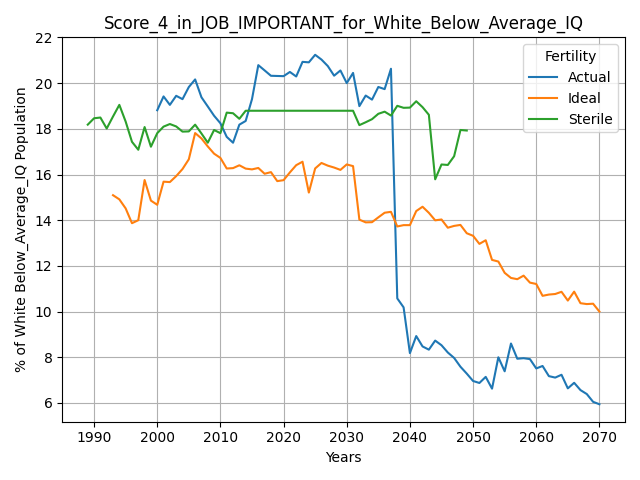 Score_4_in_JOB_IMPORTANT_for_White_Below_Average_IQ
% of White Below_Average_IQ Population
22
20
18
16
14
12
10
8
6
Fertility
Actual
Ideal
Sterile
1990 2000 2010 2020 2030 2040 2050 2060 2070
Years